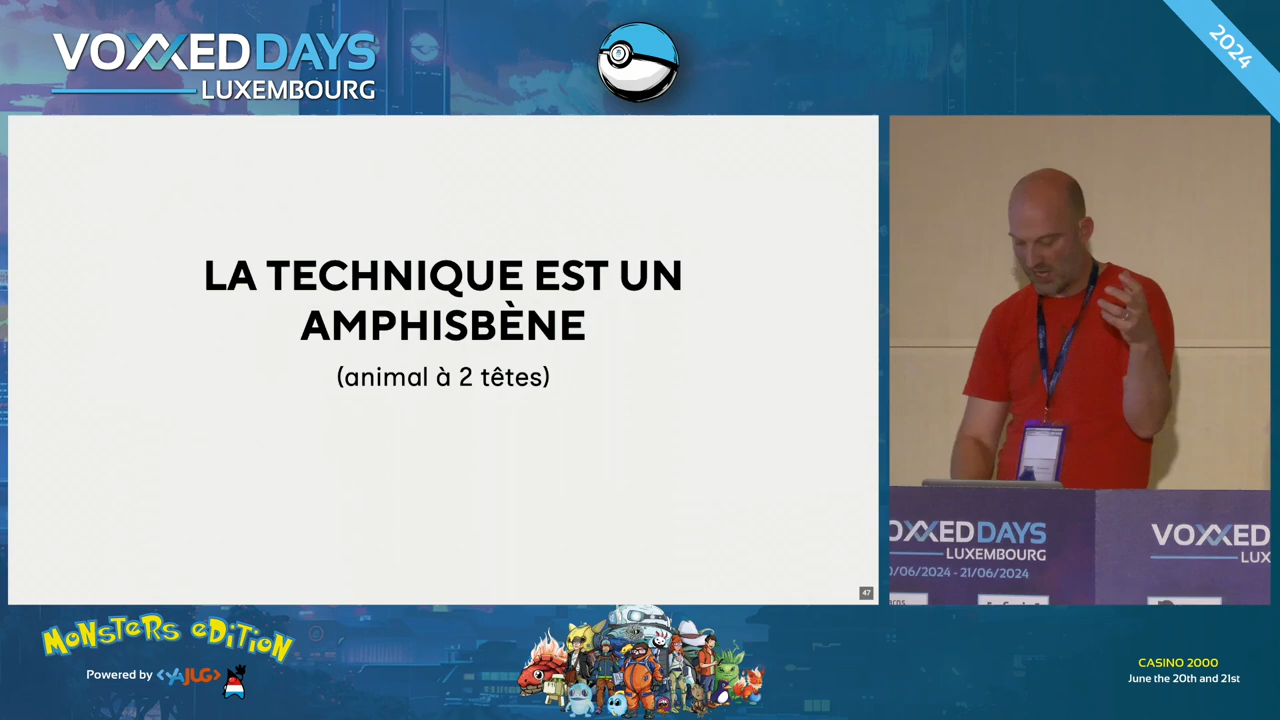 VOXXED DAYS
LUXEMBOURG
2024
LA TECHNIQUE EST UN
AMPHISBÈNE
(animal à 2 têtes)
47
VOXXED DAYS
LUXEMBOURG
0/06/2024 - 21/06/2024
VOXXED
LUX
MONSTERS EDITION
Powered by <YAJUG>
CASINO 2000
June the 20th and 21st